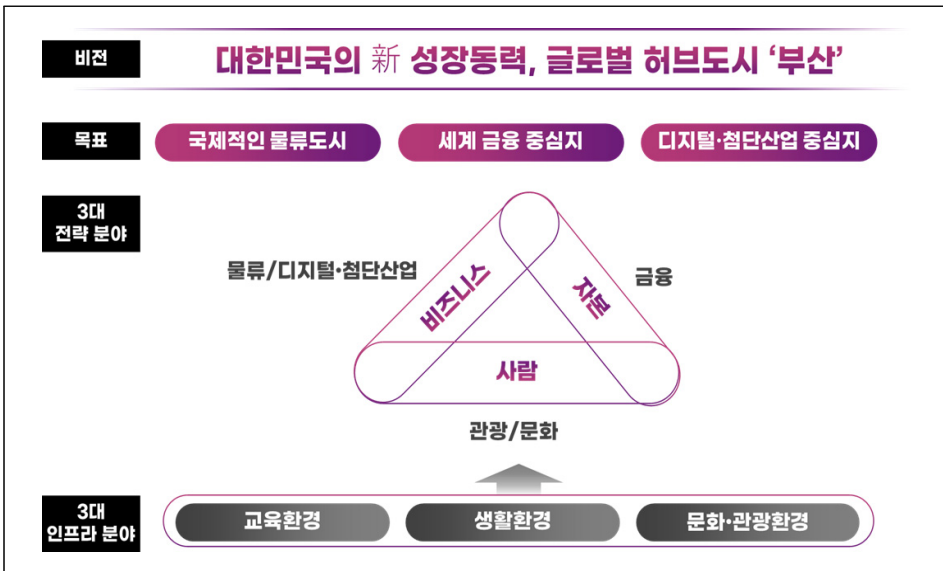 비전
대한민국의 新 성장동력, 글로벌 허브도시 ‘부산’
목표
국제적인 물류도시
세계 금융 중심지
디지털·첨단산업 중심지
3대
전략 분야
물류/디지털·첨단산업
비즈니스
자본
금융
사람
관광/문화
3대
인프라 분야
교육환경
생활환경
문화·관광환경